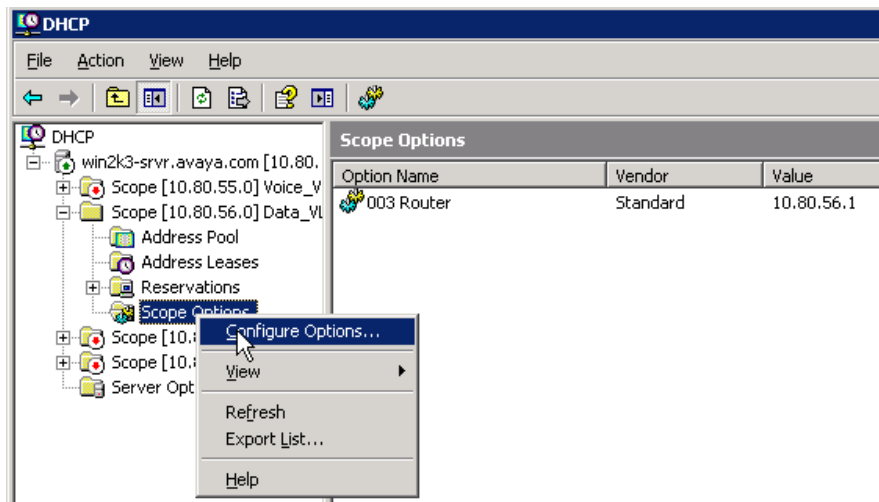 DHCP
File Action View Help
DHCP
win2k3-srvr.avaya.com [10.80.
Scope [10.80.55.0] Voice_V
Scope [10.80.56.0] Data_VL
Address Pool
Address Leases
Reservations
Scope Options
Scope [10.
Scope [10.
Server Opt
Scope Options
Option Name Vendor Value
003 Router Standard 10.80.56.1
Configure Options...
View
Refresh
Export List...
Help